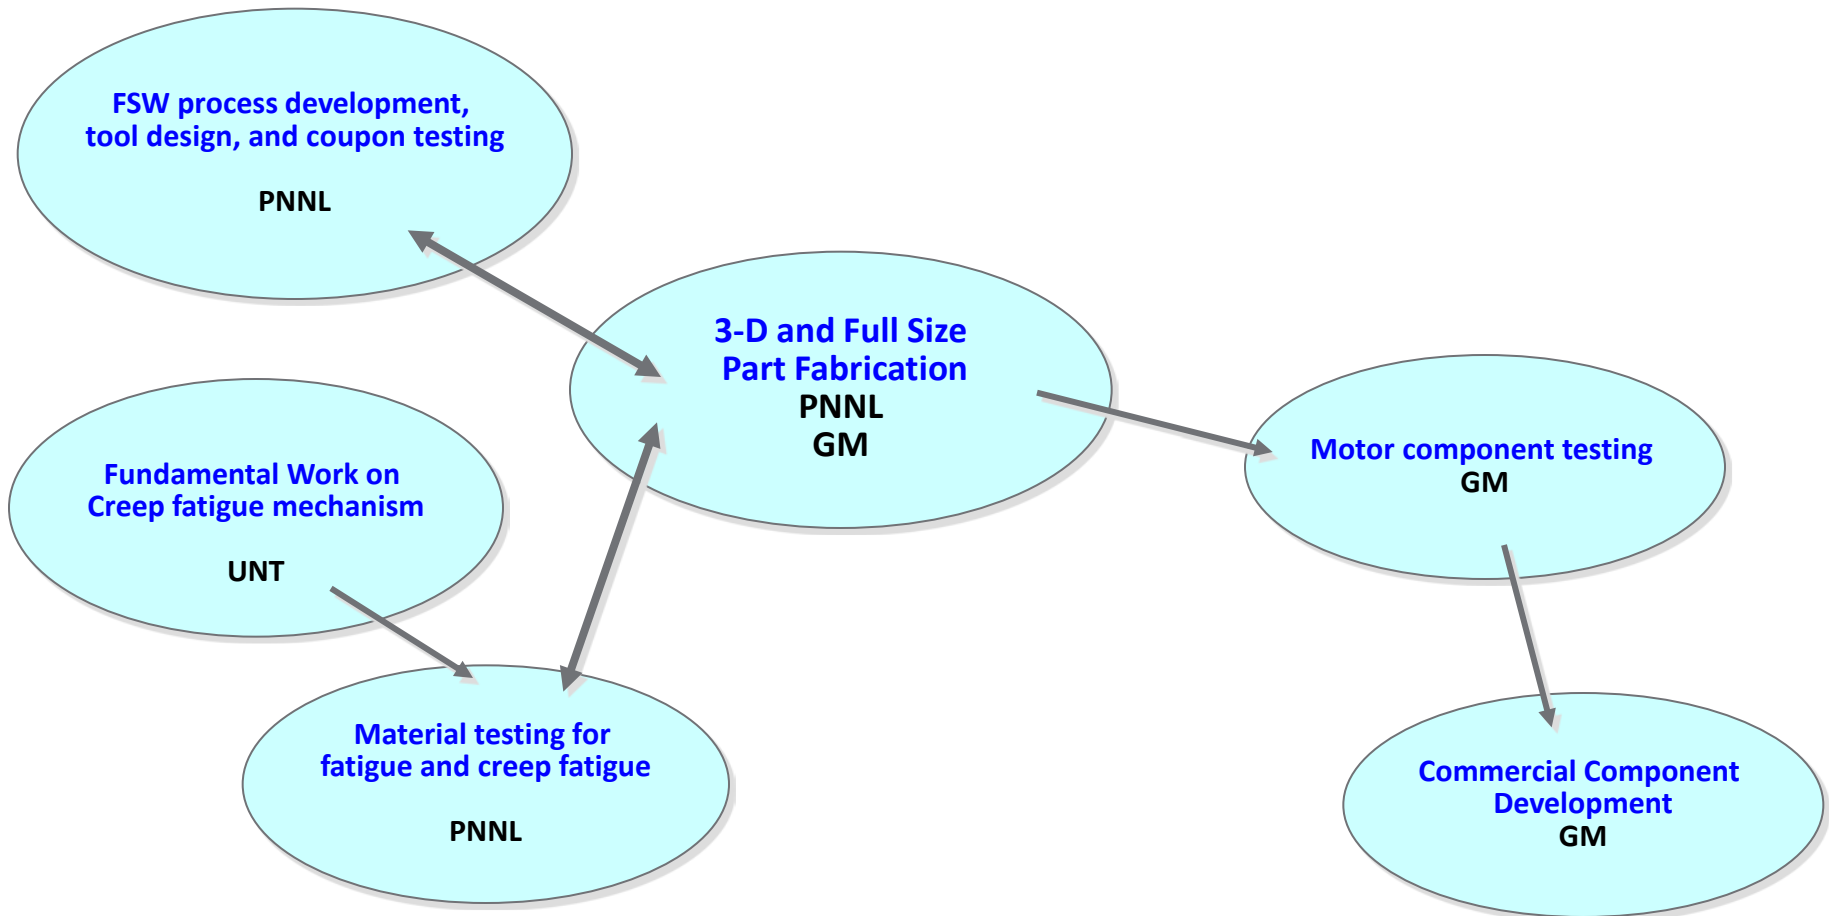 FSW process development,
tool design, and coupon testing
PNNL
3-D and Full Size
Part Fabrication
PNNL
GM
Fundamental Work on
Creep fatigue mechanism
UNT
Motor component testing
GM
Material testing for
fatigue and creep fatigue
PNNL
Commercial Component
Development
GM